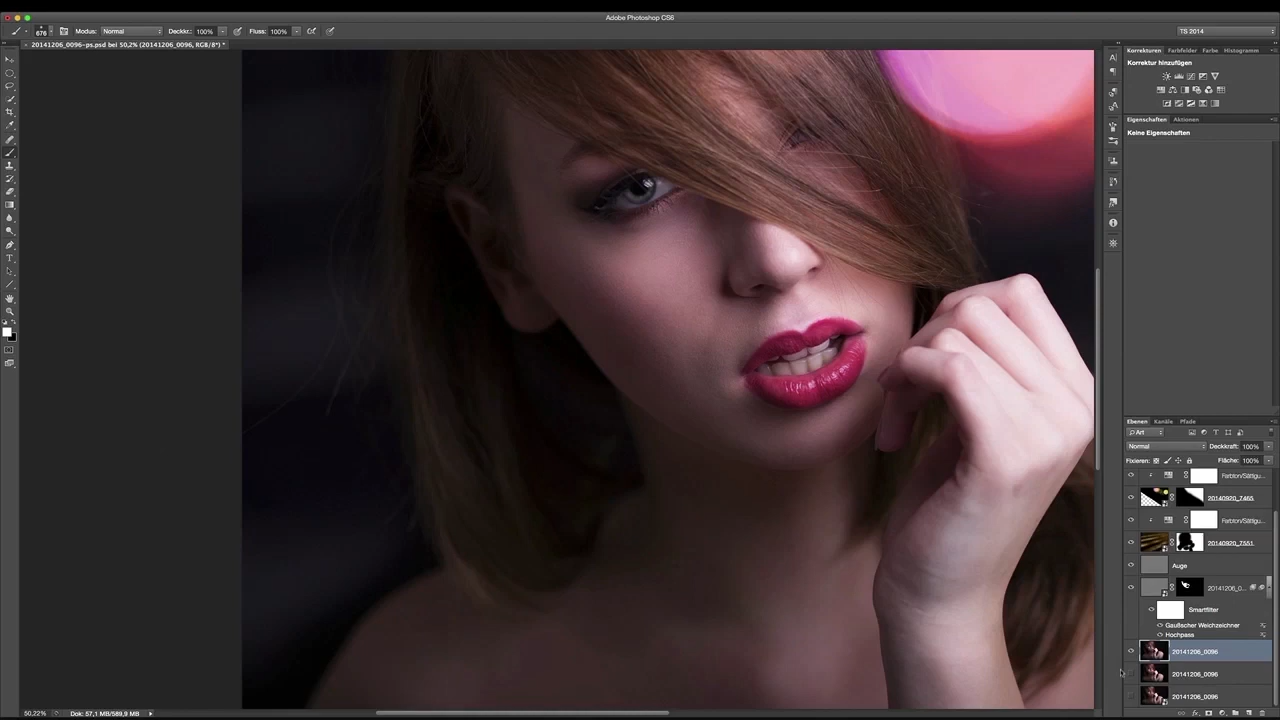 Adobe Photoshop CS6
676 Modus: Normal Deckkr.: 100% Fluss: 100% TS 2014
20141206_0096-ps.psd bei 50,2% (20141206_0096, RGB/8*) *
Korrekturen Farbfelder Farbe Histogramm
Korrektur hinzufügen
Eigenschaften Aktionen
Keine Eigenschaften
Ebenen Kanäle Pfade
Art
Normal Deckkraft: 100%
Fixieren: Fläche: 100%
Farbton/Sättigu...
20140920_7465
Farbton/Sättigu...
20140920_7551
Auge
20141206_0...
Smartfilter
Gaußscher Weichzeichner
Hochpass
20141206_0096
20141206_0096
20141206_0096
50,22% Dok: 57,1 MB/589,9 MB